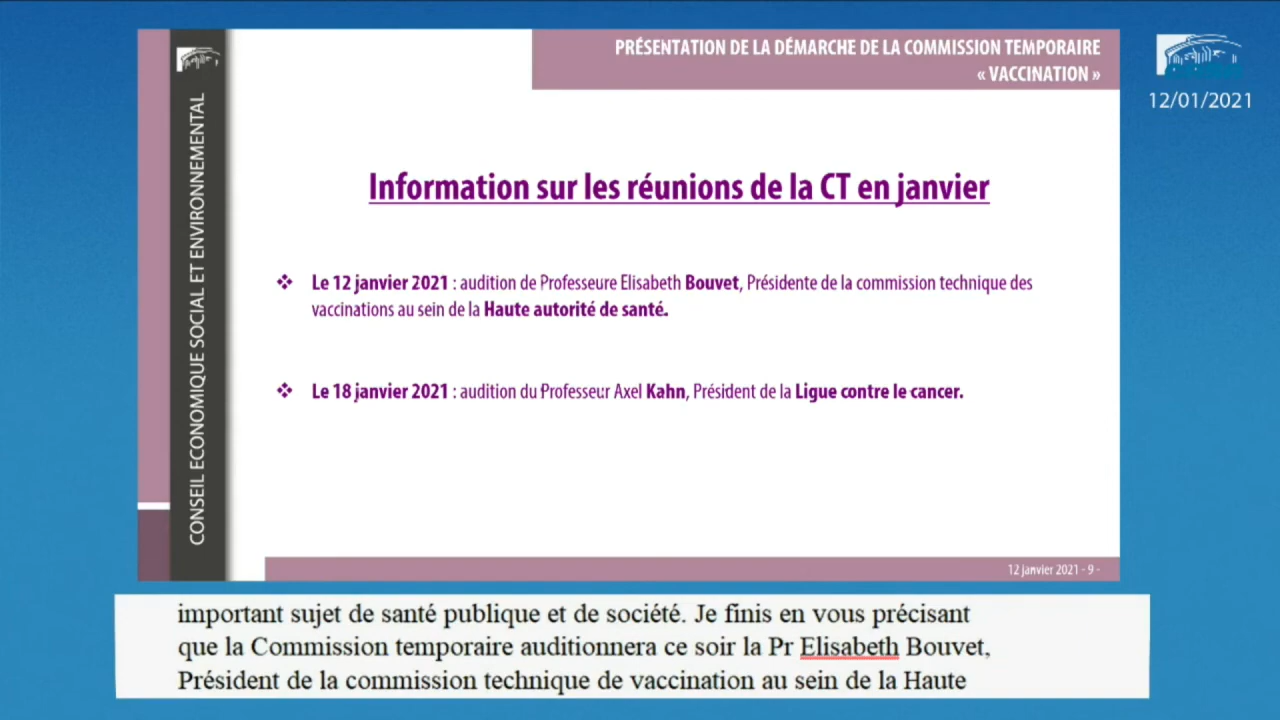 PRÉSENTATION DE LA DÉMARCHE DE LA COMMISSION TEMPORAIRE
« VACCINATION »
12/01/2021
CONSEIL ECONOMIQUE SOCIAL ET ENVIRONNEMENTAL
Information sur les réunions de la CT en janvier
❖ Le 12 janvier 2021 : audition de Professeure Elisabeth Bouvet, Présidente de la commission technique des
vaccinations au sein de la Haute autorité de santé.
❖ Le 18 janvier 2021 : audition du Professeur Axel Kahn, Président de la Ligue contre le cancer.
12 janvier 2021 - 9 -
important sujet de santé publique et de société. Je finis en vous précisant
que la Commission temporaire auditionnera ce soir la Pr Elisabeth Bouvet,
Président de la commission technique de vaccination au sein de la Haute